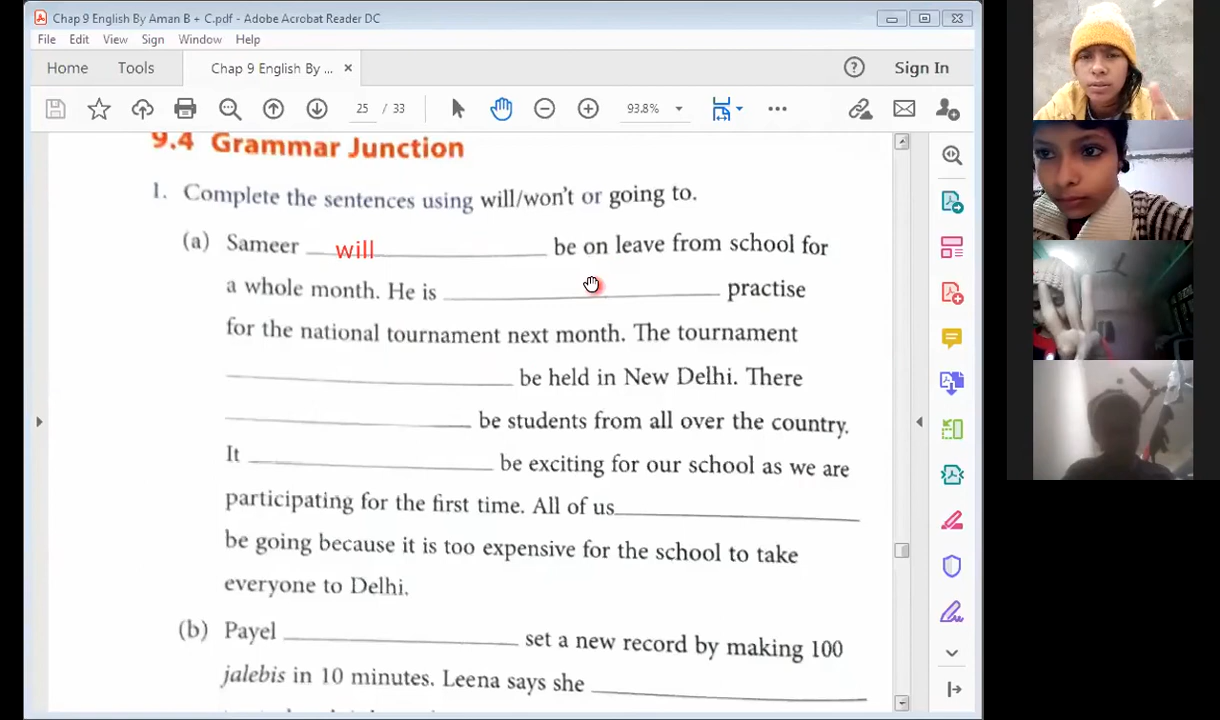 Chap 9 English By Aman B + C.pdf - Adobe Acrobat Reader DC
File Edit View Sign Window Help
Home Tools Chap 9 English By ... × Sign In
25 / 33 93.8%
9.4 Grammar Junction
1. Complete the sentences using will/won't or going to.
(a) Sameer will be on leave from school for
a whole month. He is practise
for the national tournament next month. The tournament
be held in New Delhi. There
be students from all over the country.
It be exciting for our school as we are
participating for the first time. All of us
be going because it is too expensive for the school to take
everyone to Delhi.
(b) Payel set a new record by making 100
jalebis in 10 minutes. Leena says she